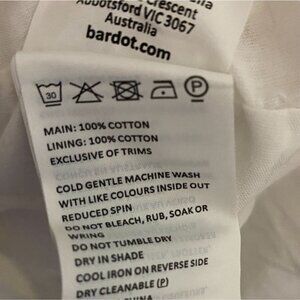 Crescent
Abbotsford VIC 3067
Australia
bardot.com
30
P
MAIN: 100% COTTON
LINING: 100% COTTON
EXCLUSIVE OF TRIMS
COLD GENTLE MACHINE WASH
WITH LIKE COLOURS INSIDE OUT
REDUCED SPIN
DO NOT BLEACH, RUB, SOAK OR
WRING
DO NOT TUMBLE DRY
DRY IN SHADE
COOL IRON ON REVERSE SIDE
DRY CLEANABLE (P)
CHINA